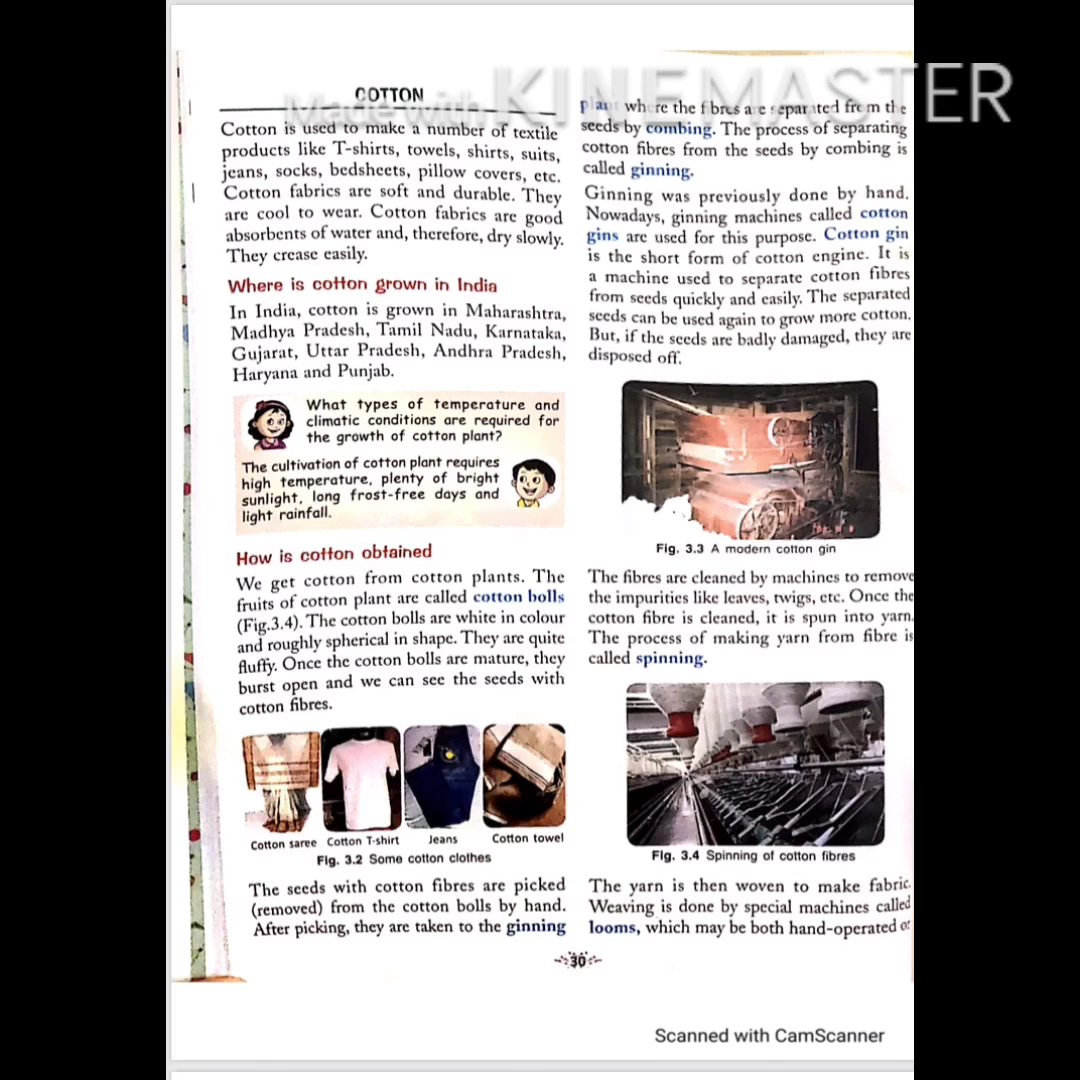 Made with KINEMASTER
COTTON
Cotton is used to make a number of textile
products like T-shirts, towels, shirts, suits,
jeans, socks, bedsheets, pillow covers, etc.
Cotton fabrics are soft and durable. They
are cool to wear. Cotton fabrics are good
absorbents of water and, therefore, dry slowly.
They crease easily.
Where is cotton grown in India
In India, cotton is grown in Maharashtra,
Madhya Pradesh, Tamil Nadu, Karnataka,
Gujarat, Uttar Pradesh, Andhra Pradesh,
Haryana and Punjab.
What types of temperature and
climatic conditions are required for
the growth of cotton plant?
The cultivation of cotton plant requires
high temperature, plenty of bright
sunlight, long frost-free days and
light rainfall.
How is cotton obtained
We get cotton from cotton plants. The
fruits of cotton plant are called cotton bolls
(Fig.3.4). The cotton bolls are white in colour
and roughly spherical in shape. They are quite
fluffy. Once the cotton bolls are mature, they
burst open and we can see the seeds with
cotton fibres.
Cotton saree Cotton T-shirt Jeans Cotton towel
Fig. 3.2 Some cotton clothes
The seeds with cotton fibres are picked
(removed) from the cotton bolls by hand.
After picking, they are taken to the ginning
plant where the fibres are separated from the
seeds by combing. The process of separating
cotton fibres from the seeds by combing is
called ginning.
Ginning was previously done by hand.
Nowadays, ginning machines called cotton
gins are used for this purpose. Cotton gin
is the short form of cotton engine. It is
a machine used to separate cotton fibres
from seeds quickly and easily. The separated
seeds can be used again to grow more cotton.
But, if the seeds are badly damaged, they are
disposed off.
Fig. 3.3 A modern cotton gin
The fibres are cleaned by machines to remove
the impurities like leaves, twigs, etc. Once the
cotton fibre is cleaned, it is spun into yarn.
The process of making yarn from fibre is
called spinning.
Fig. 3.4 Spinning of cotton fibres
The yarn is then woven to make fabric.
Weaving is done by special machines called
looms, which may be both hand-operated or
30
Scanned with CamScanner